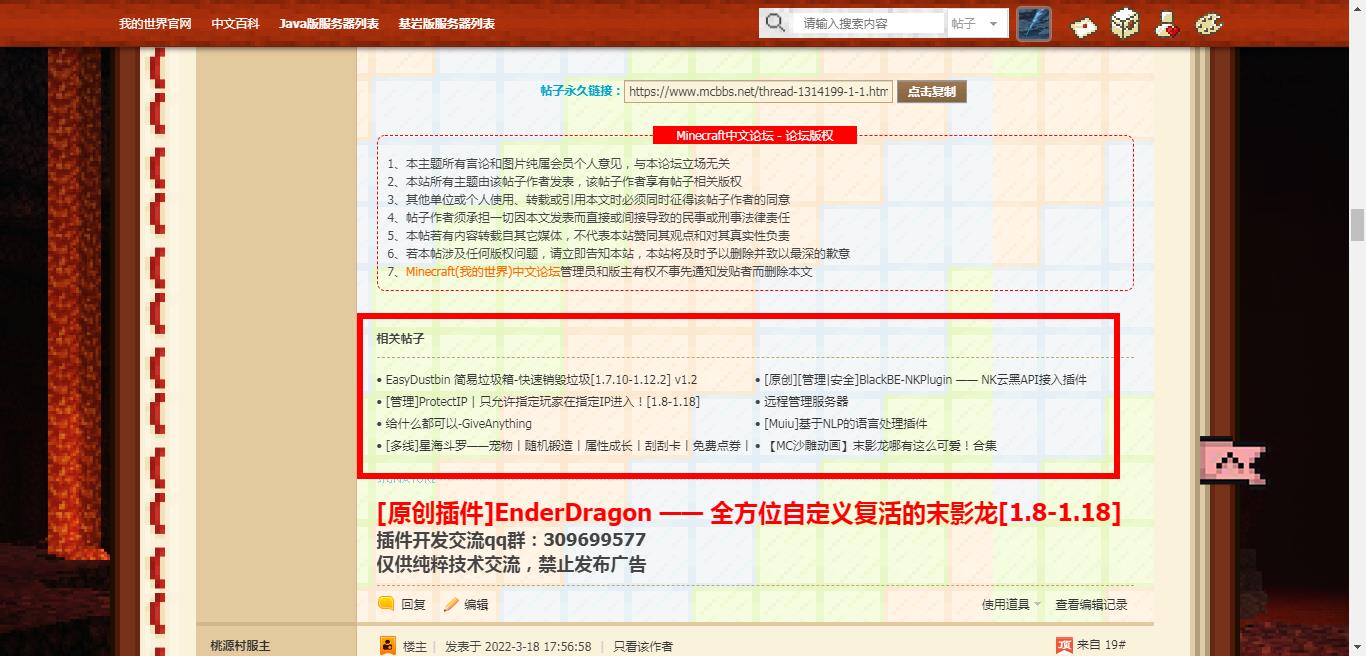 我的世界官网 中文百科 Java版服务器列表 基岩版服务器列表 请输入搜索内容 帖子
帖子永久链接： https://www.mcbbs.net/thread-1314199-1-1.htm 点击复制
Minecraft中文论坛 - 论坛版权
1、本主题所有言论和图片纯属会员个人意见，与本论坛立场无关
2、本站所有主题由该帖子作者发表，该帖子作者享有帖子相关版权
3、其他单位或个人使用、转载或引用本文时必须同时征得该帖子作者的同意
4、帖子作者须承担一切因本文发表而直接或间接导致的民事或刑事法律责任
5、本帖若有内容转载自其它媒体，不代表本站赞同其观点和对其真实性负责
6、若本帖涉及任何版权问题，请立即告知本站，本站将及时予以删除并致以最深的歉意
7、Minecraft(我的世界)中文论坛管理员和版主有权不事先通知发贴者而删除本文
相关帖子
• EasyDustbin 简易垃圾箱-快速销毁垃圾[1.7.10-1.12.2] v1.2 • [原创][管理|安全]BlackBE-NKPlugin —— NK云黑API接入插件
• [管理]ProtectIP丨只允许指定玩家在指定IP进入！[1.8-1.18] • 远程管理服务器
• 给什么都可以-GiveAnything • [Muiu]基于NLP的语言处理插件
• [多线]星海斗罗——宠物丨随机锻造丨属性成长丨刮刮卡丨免费点券丨 • 【MC沙雕动画】末影龙哪有这么可爱！合集
SIGNATURE
[原创插件]EnderDragon —— 全方位自定义复活的末影龙[1.8-1.18]
插件开发交流qq群：309699577
仅供纯粹技术交流，禁止发布广告
回复 编辑 使用道具 查看编辑记录
桃源村服主 楼主 | 发表于 2022-3-18 17:56:58 | 只看该作者 顶 来自 19#